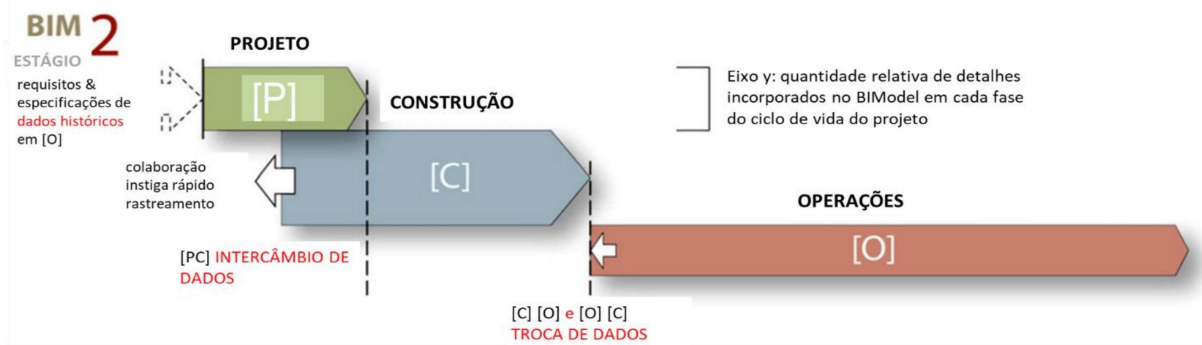 BIM 2
ESTÁGIO
requisitos &
especificações de
dados históricos
em [O]
PROJETO
[P]
CONSTRUÇÃO
Eixo y: quantidade relativa de detalhes
incorporados no BIModel em cada fase
do ciclo de vida do projeto
colaboração
instiga rápido
rastreamento
[C]
OPERAÇÕES
[O]
[PC] INTERCÂMBIO DE
DADOS
[C] [O] e [O] [C]
TROCA DE DADOS